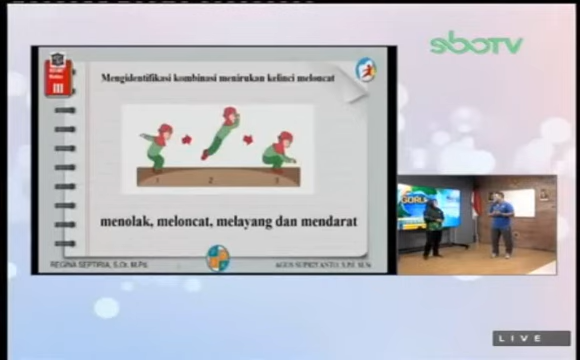 sboTV
III
Mengidentifikasi kombinasi menirukan kelinci meloncat
1 2 3
menolak, meloncat, melayang dan mendarat
REGINA SEPTIRIA, S.Or. M.Pd.
AGUS SUPRIYANTO, S.Pd. M.Si
LIVE